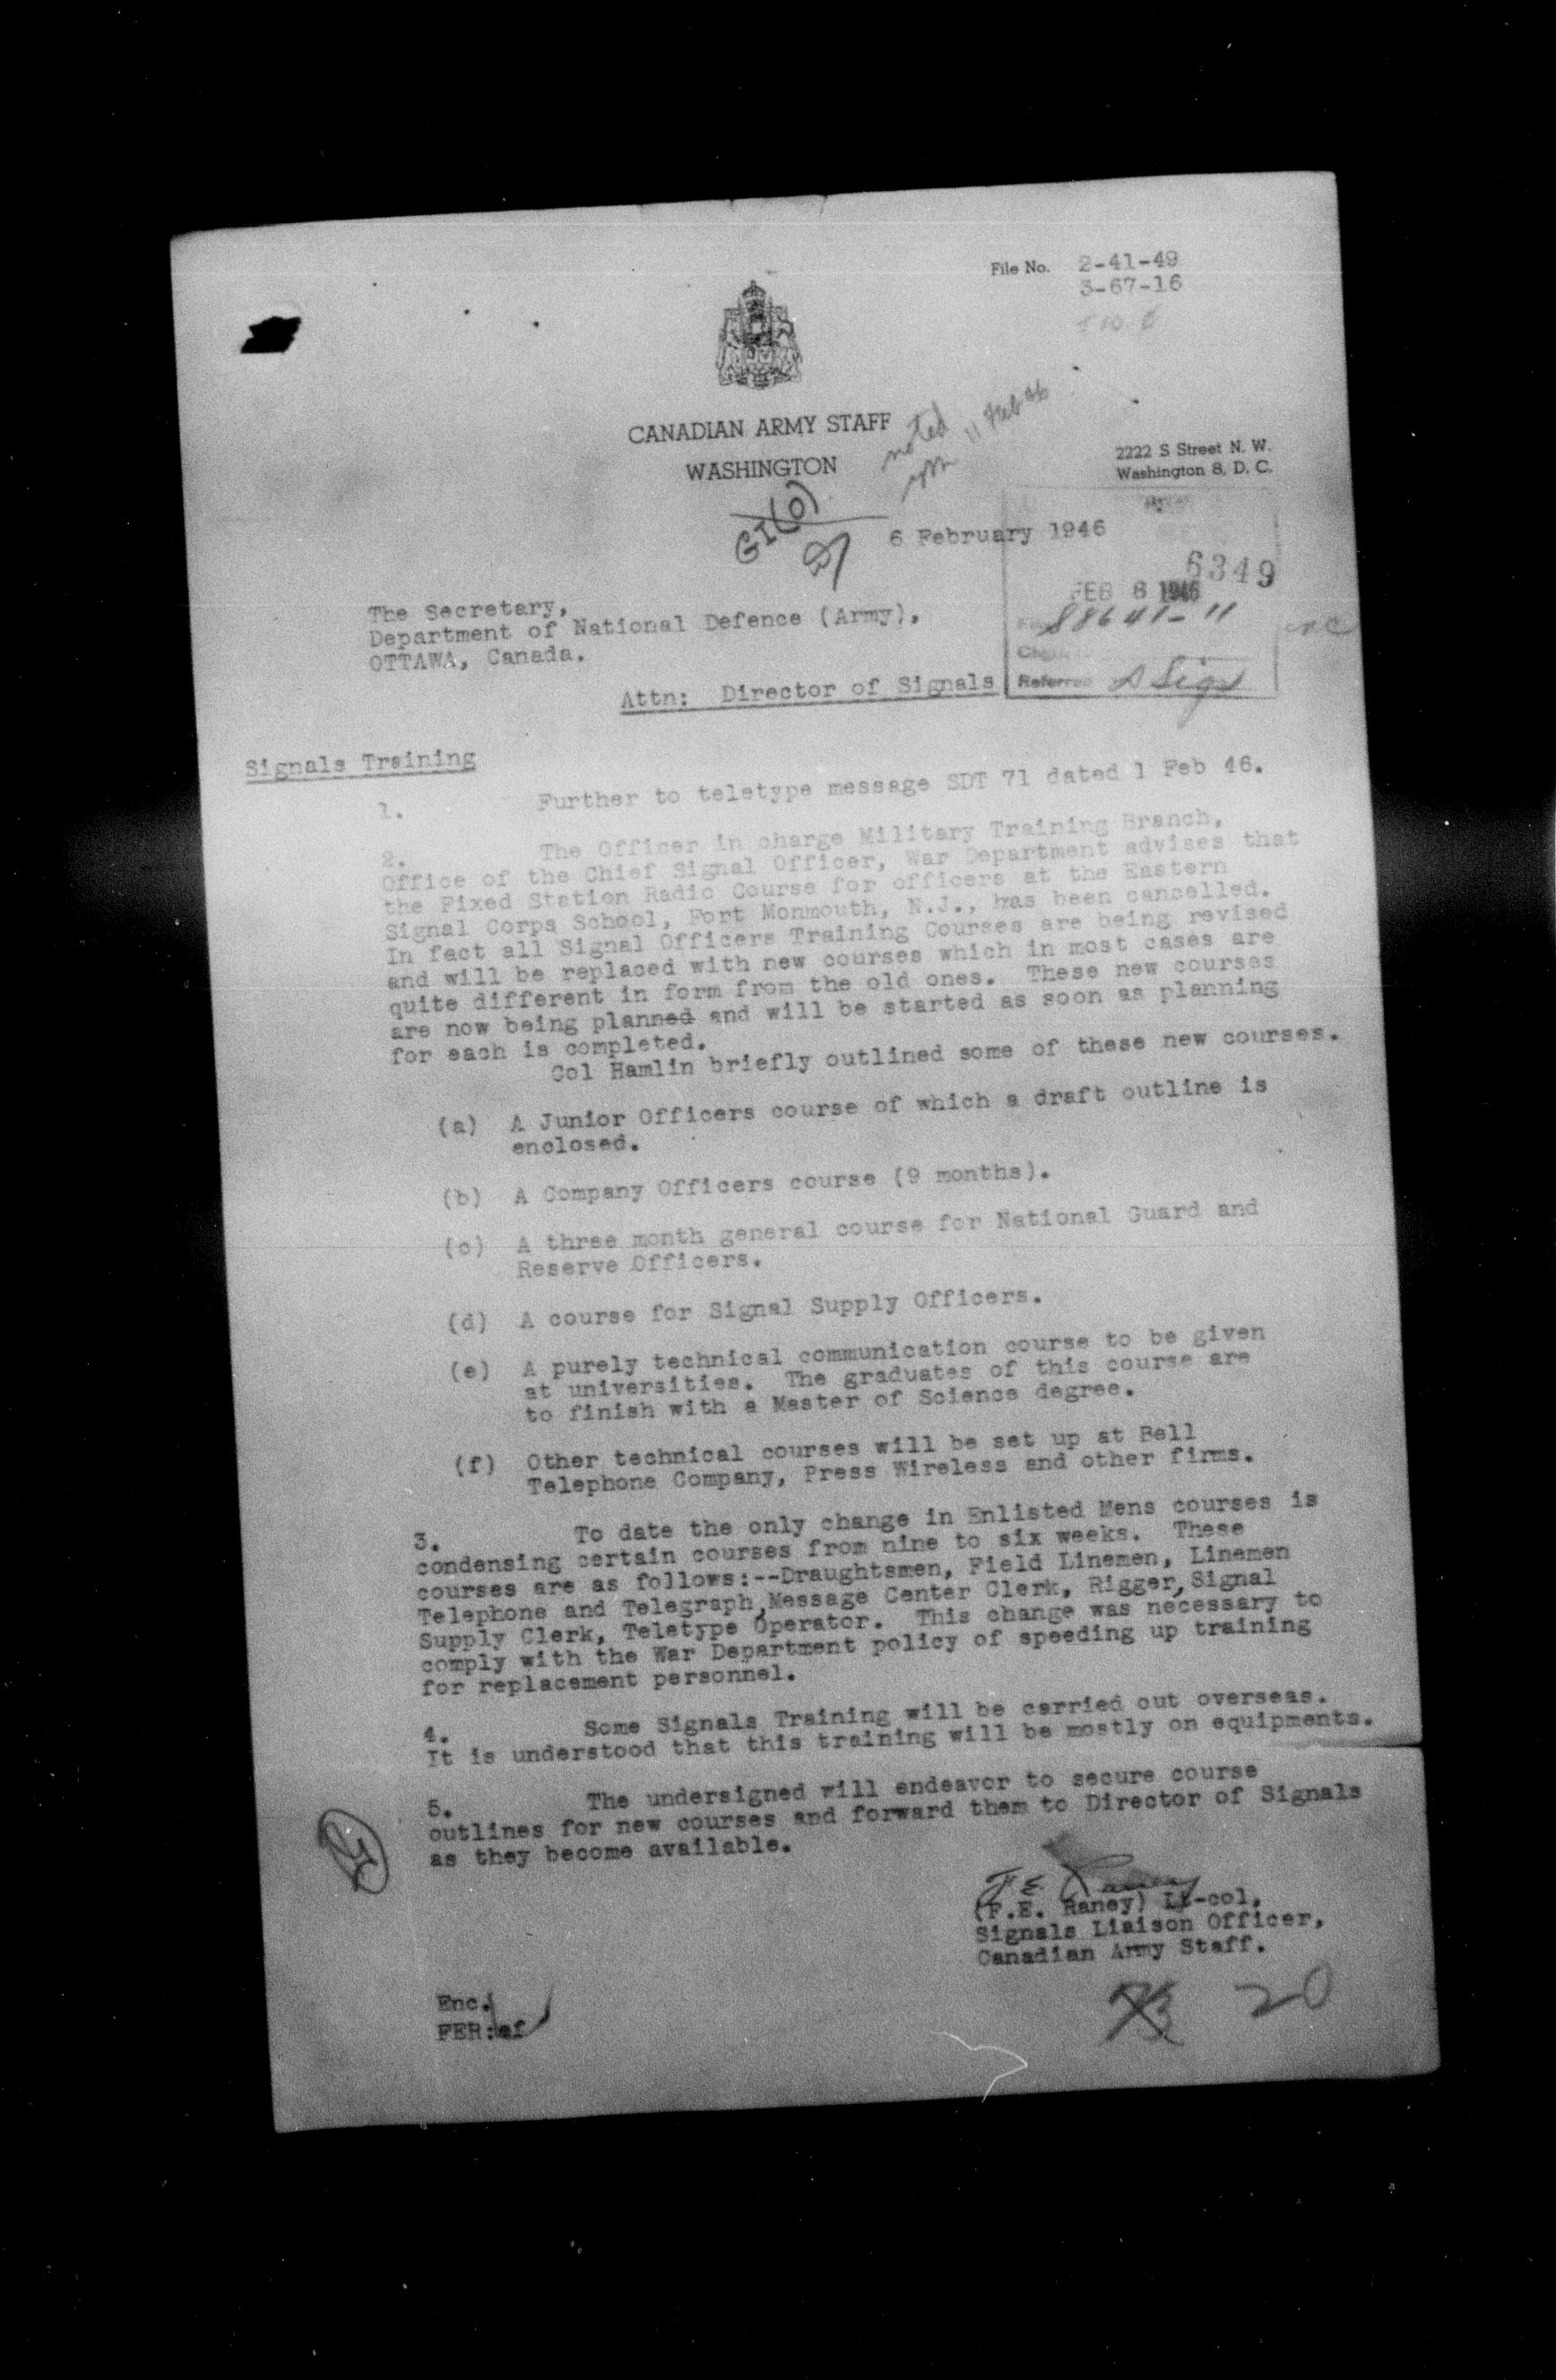 File No. 2-41-49
3-67-16
CANADIAN ARMY STAFF
WASHINGTON
noted
11 Feb 46
2222 S Street N. W.
Washington 8, D. C.
GI(O)
6 February 1946
6349
FEB 8 1946
88641-11
Referred D Sigs
The Secretary,
Department of National Defence (Army),
OTTAWA, Canada.
Attn: Director of Signals
Signals Training
1. Further to teletype message SDT 71 dated 1 Feb 46.
2. The Officer in charge Military Training Branch,
Office of the Chief Signal Officer, War Department advises that
the Fixed Station Radio Course for officers at the Eastern
Signal Corps School, Fort Monmouth, N.J., has been cancelled.
In fact all Signal Officers Training Courses are being revised
and will be replaced with new courses which in most cases are
quite different in form from the old ones. These new courses
are now being planned and will be started as soon as planning
for each is completed.
Col Hamlin briefly outlined some of these new courses.
(a) A Junior Officers course of which a draft outline is
enclosed.
(b) A Company Officers course (9 months).
(c) A three month general course for National Guard and
Reserve Officers.
(d) A course for Signal Supply Officers.
(e) A purely technical communication course to be given
at universities. The graduates of this course are
to finish with a Master of Science degree.
(f) Other technical courses will be set up at Bell
Telephone Company, Press Wireless and other firms.
3. To date the only change in Enlisted Mens courses is
condensing certain courses from nine to six weeks. These
courses are as follows:--Draughtsmen, Field Linemen, Linemen
Telephone and Telegraph, Message Center Clerk, Rigger, Signal
Supply Clerk, Teletype Operator. This change was necessary to
comply with the War Department policy of speeding up training
for replacement personnel.
4. Some Signals Training will be carried out overseas.
It is understood that this training will be mostly on equipments.
5. The undersigned will endeavor to secure course
outlines for new courses and forward them to Director of Signals
as they become available.
F E Raney
(F.E. Raney) Lt-col,
Signals Liaison Officer,
Canadian Army Staff.
Enc.
FER:ef
73 20